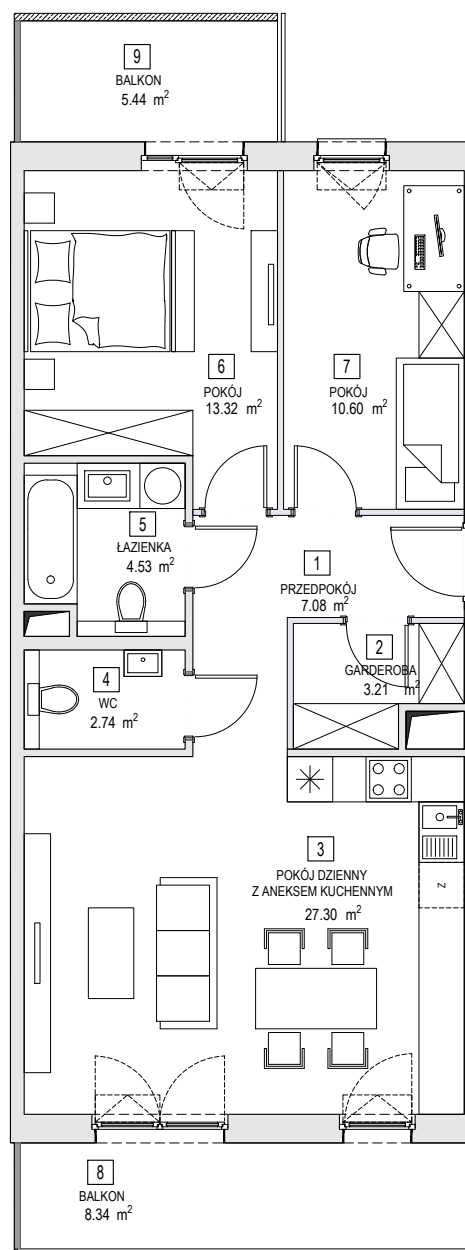 9
BALKON
5.44 m²
6
POKÓJ
13.32 m²
7
POKÓJ
10.60 m²
5
ŁAZIENKA
4.53 m²
1
PRZEDPOKÓJ
7.08 m²
2
GARDEROBA
3.21 m²
4
WC
2.74 m²
3
POKÓJ DZIENNY
Z ANEKSEM KUCHENNYM
27.30 m²
Z
8
BALKON
8.34 m²